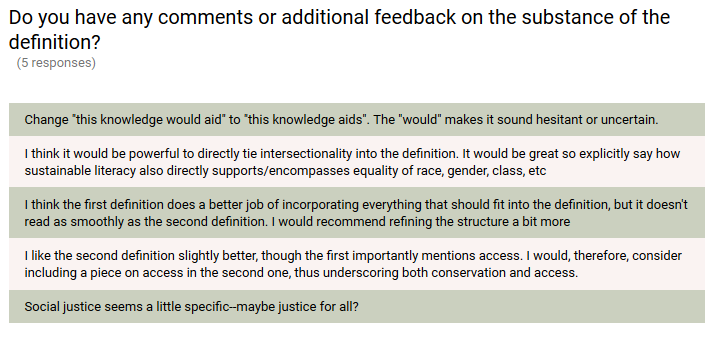 Do you have any comments or additional feedback on the substance of the
definition?
(5 responses)
Change "this knowledge would aid" to "this knowledge aids". The "would" makes it sound hesitant or uncertain.
I think it would be powerful to directly tie intersectionality into the definition. It would be great so explicitly say how
sustainable literacy also directly supports/encompasses equality of race, gender, class, etc
I think the first definition does a better job of incorporating everything that should fit into the definition, but it doesn't
read as smoothly as the second definition. I would recommend refining the structure a bit more
I like the second definition slightly better, though the first importantly mentions access. I would, therefore, consider
including a piece on access in the second one, thus underscoring both conservation and access.
Social justice seems a little specific--maybe justice for all?